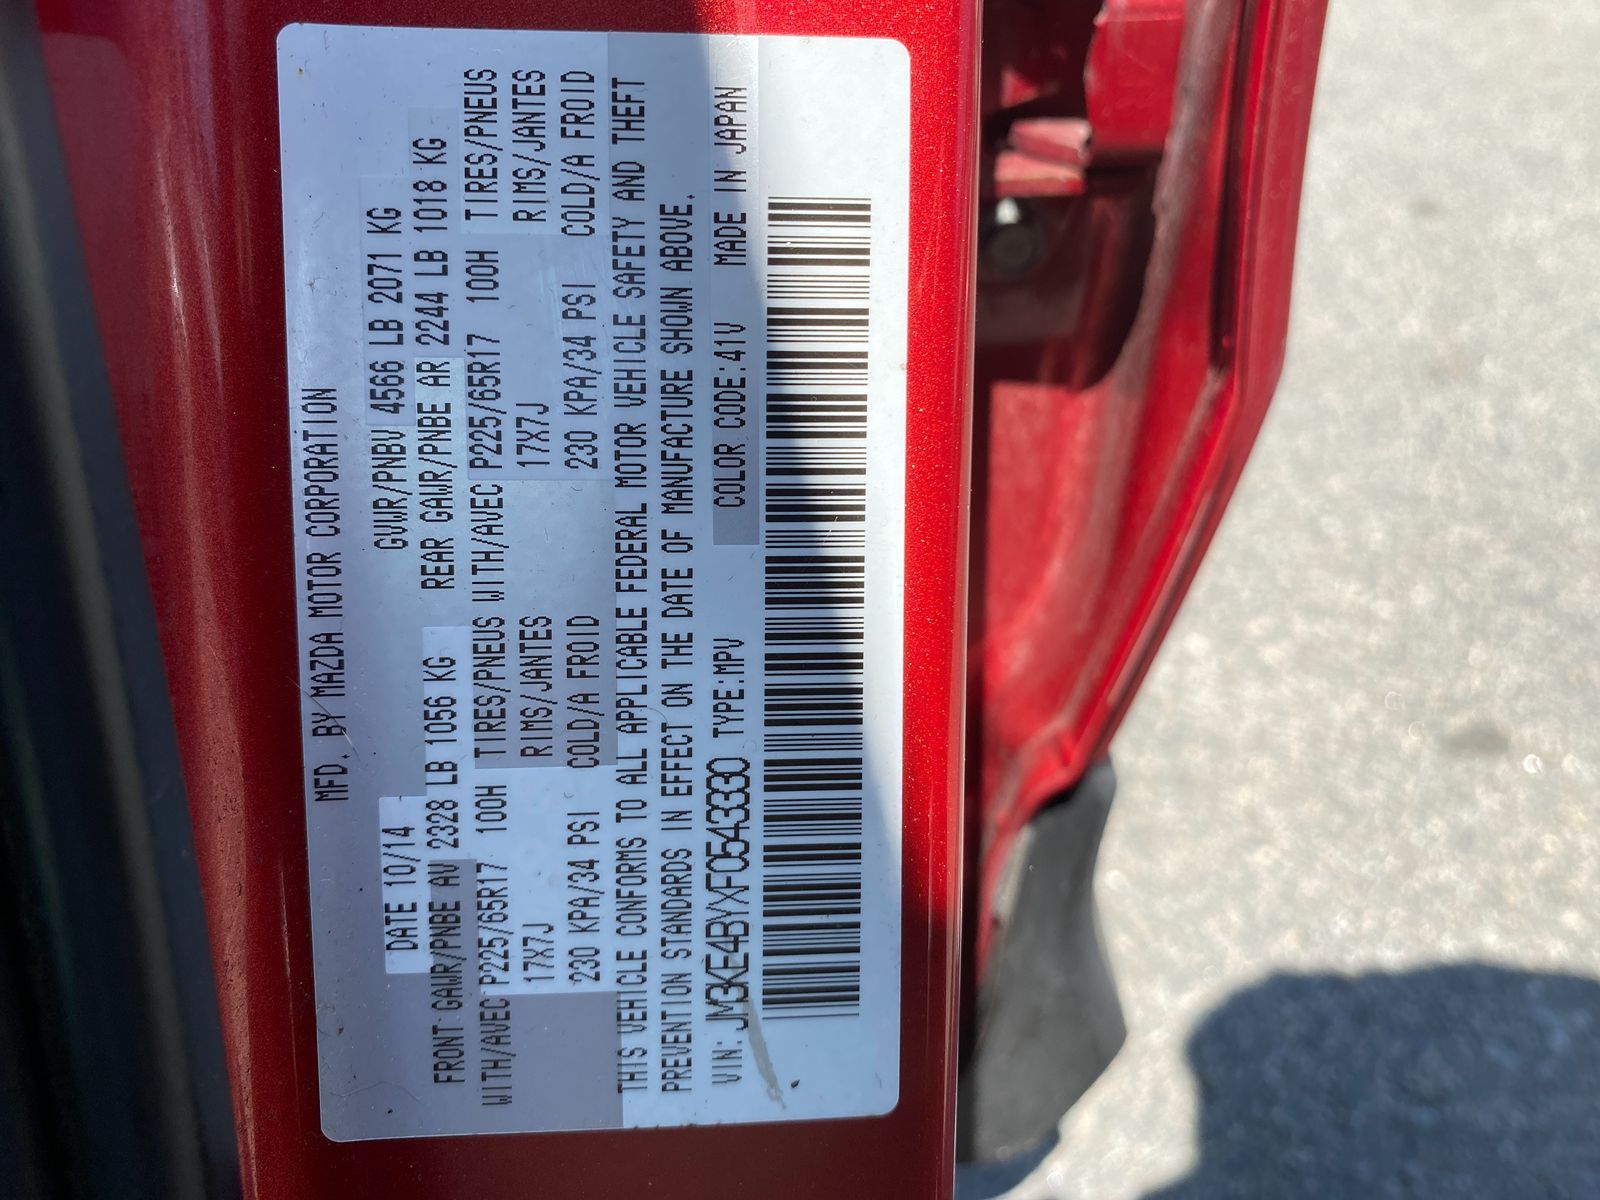 MFD. BY MAZDA MOTOR CORPORATION
DATE 10/14 GVWR/PNBV 4566 LB 2071 KG
FRONT GAWR/PNBE AV 2328 LB 1056 KG REAR GAWR/PNBE AR 2244 LB 1018 KG
WITH/AVEC P225/65R17 100H TIRES/PNEUS WITH/AVEC P225/65R17 100H TIRES/PNEUS
17X7J RIMS/JANTES 17X7J RIMS/JANTES
230 KPA/34 PSI COLD/A FROID 230 KPA/34 PSI COLD/A FROID
THIS VEHICLE CONFORMS TO ALL APPLICABLE FEDERAL MOTOR VEHICLE SAFETY AND THEFT
PREVENTION STANDARDS IN EFFECT ON THE DATE OF MANUFACTURE SHOWN ABOVE.
VIN: JM3KE4BYXF0543330 TYPE:MPV COLOR CODE:41V MADE IN JAPAN